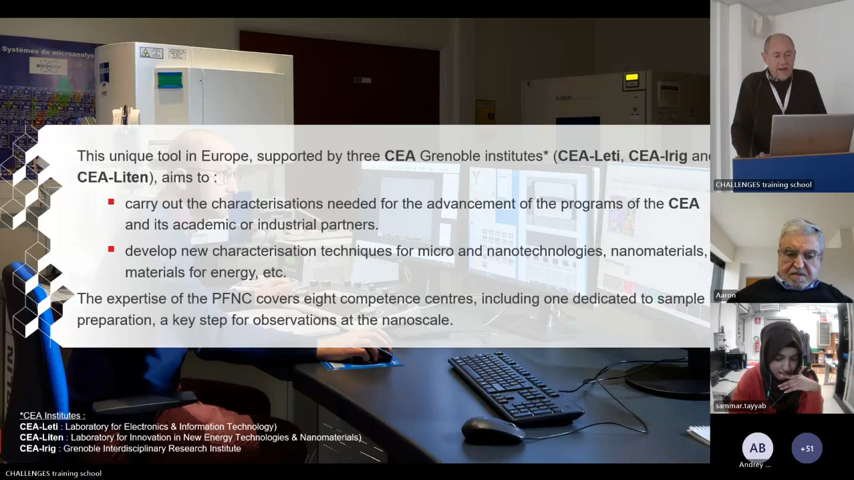 Systèmes de microanalys
This unique tool in Europe, supported by three CEA Grenoble institutes* (CEA-Leti, CEA-Irig an
CEA-Liten), aims to :
carry out the characterisations needed for the advancement of the programs of the CEA
and its academic or industrial partners.
develop new characterisation techniques for micro and nanotechnologies, nanomaterials,
materials for energy, etc.
The expertise of the PFNC covers eight competence centres, including one dedicated to sample
preparation, a key step for observations at the nanoscale.
*CEA Institutes :
CEA-Leti : Laboratory for Electronics & Information Technology)
CEA-Liten : Laboratory for Innovation in New Energy Technologies & Nanomaterials)
CEA-Irig : Grenoble Interdisciplinary Research Institute
CHALLENGES training school
CHALLENGES training school
Aaron
sammar.tayyab
AB
Andrey ...
+51